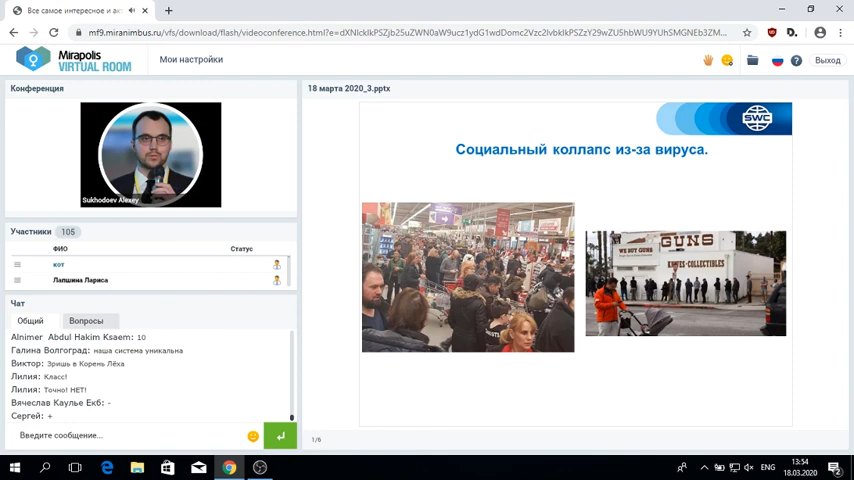 Все самое интересное и ак
mf9.miranimbus.ru/vfs/download/flash/videoconference.html?e=dXNlcklkPSZjb25uZWN0aW9ucz1ydG1wdDomc2Vzc2lvbklkPSZzY29wZU5hbWU9YUhSMGNEb3ZM...
Mirapolis
VIRTUAL ROOM
Мои настройки
Выход
Конференция
Sukhodoev Alexey
Участники 105
ФИО Статус
кот
Лапшина Лариса
Чат
Общий Вопросы
Alnimer Abdul Hakim Ksaem: 10
Галина Волгоград: наша система уникальна
Виктор: Зришь в Корень Лёха
Лилия: Класс!
Лилия: Точно! НЕТ!
Вячеслав Каулье Екб: -
Сергей: +
Введите сообщение...
18 марта 2020_3.pptx
SWC
Социальный коллапс из-за вируса.
WE BUY GUNS
GUNS
KNIVES-COLLECTIBLES
1/6
ENG
13:54
18.03.2020
2